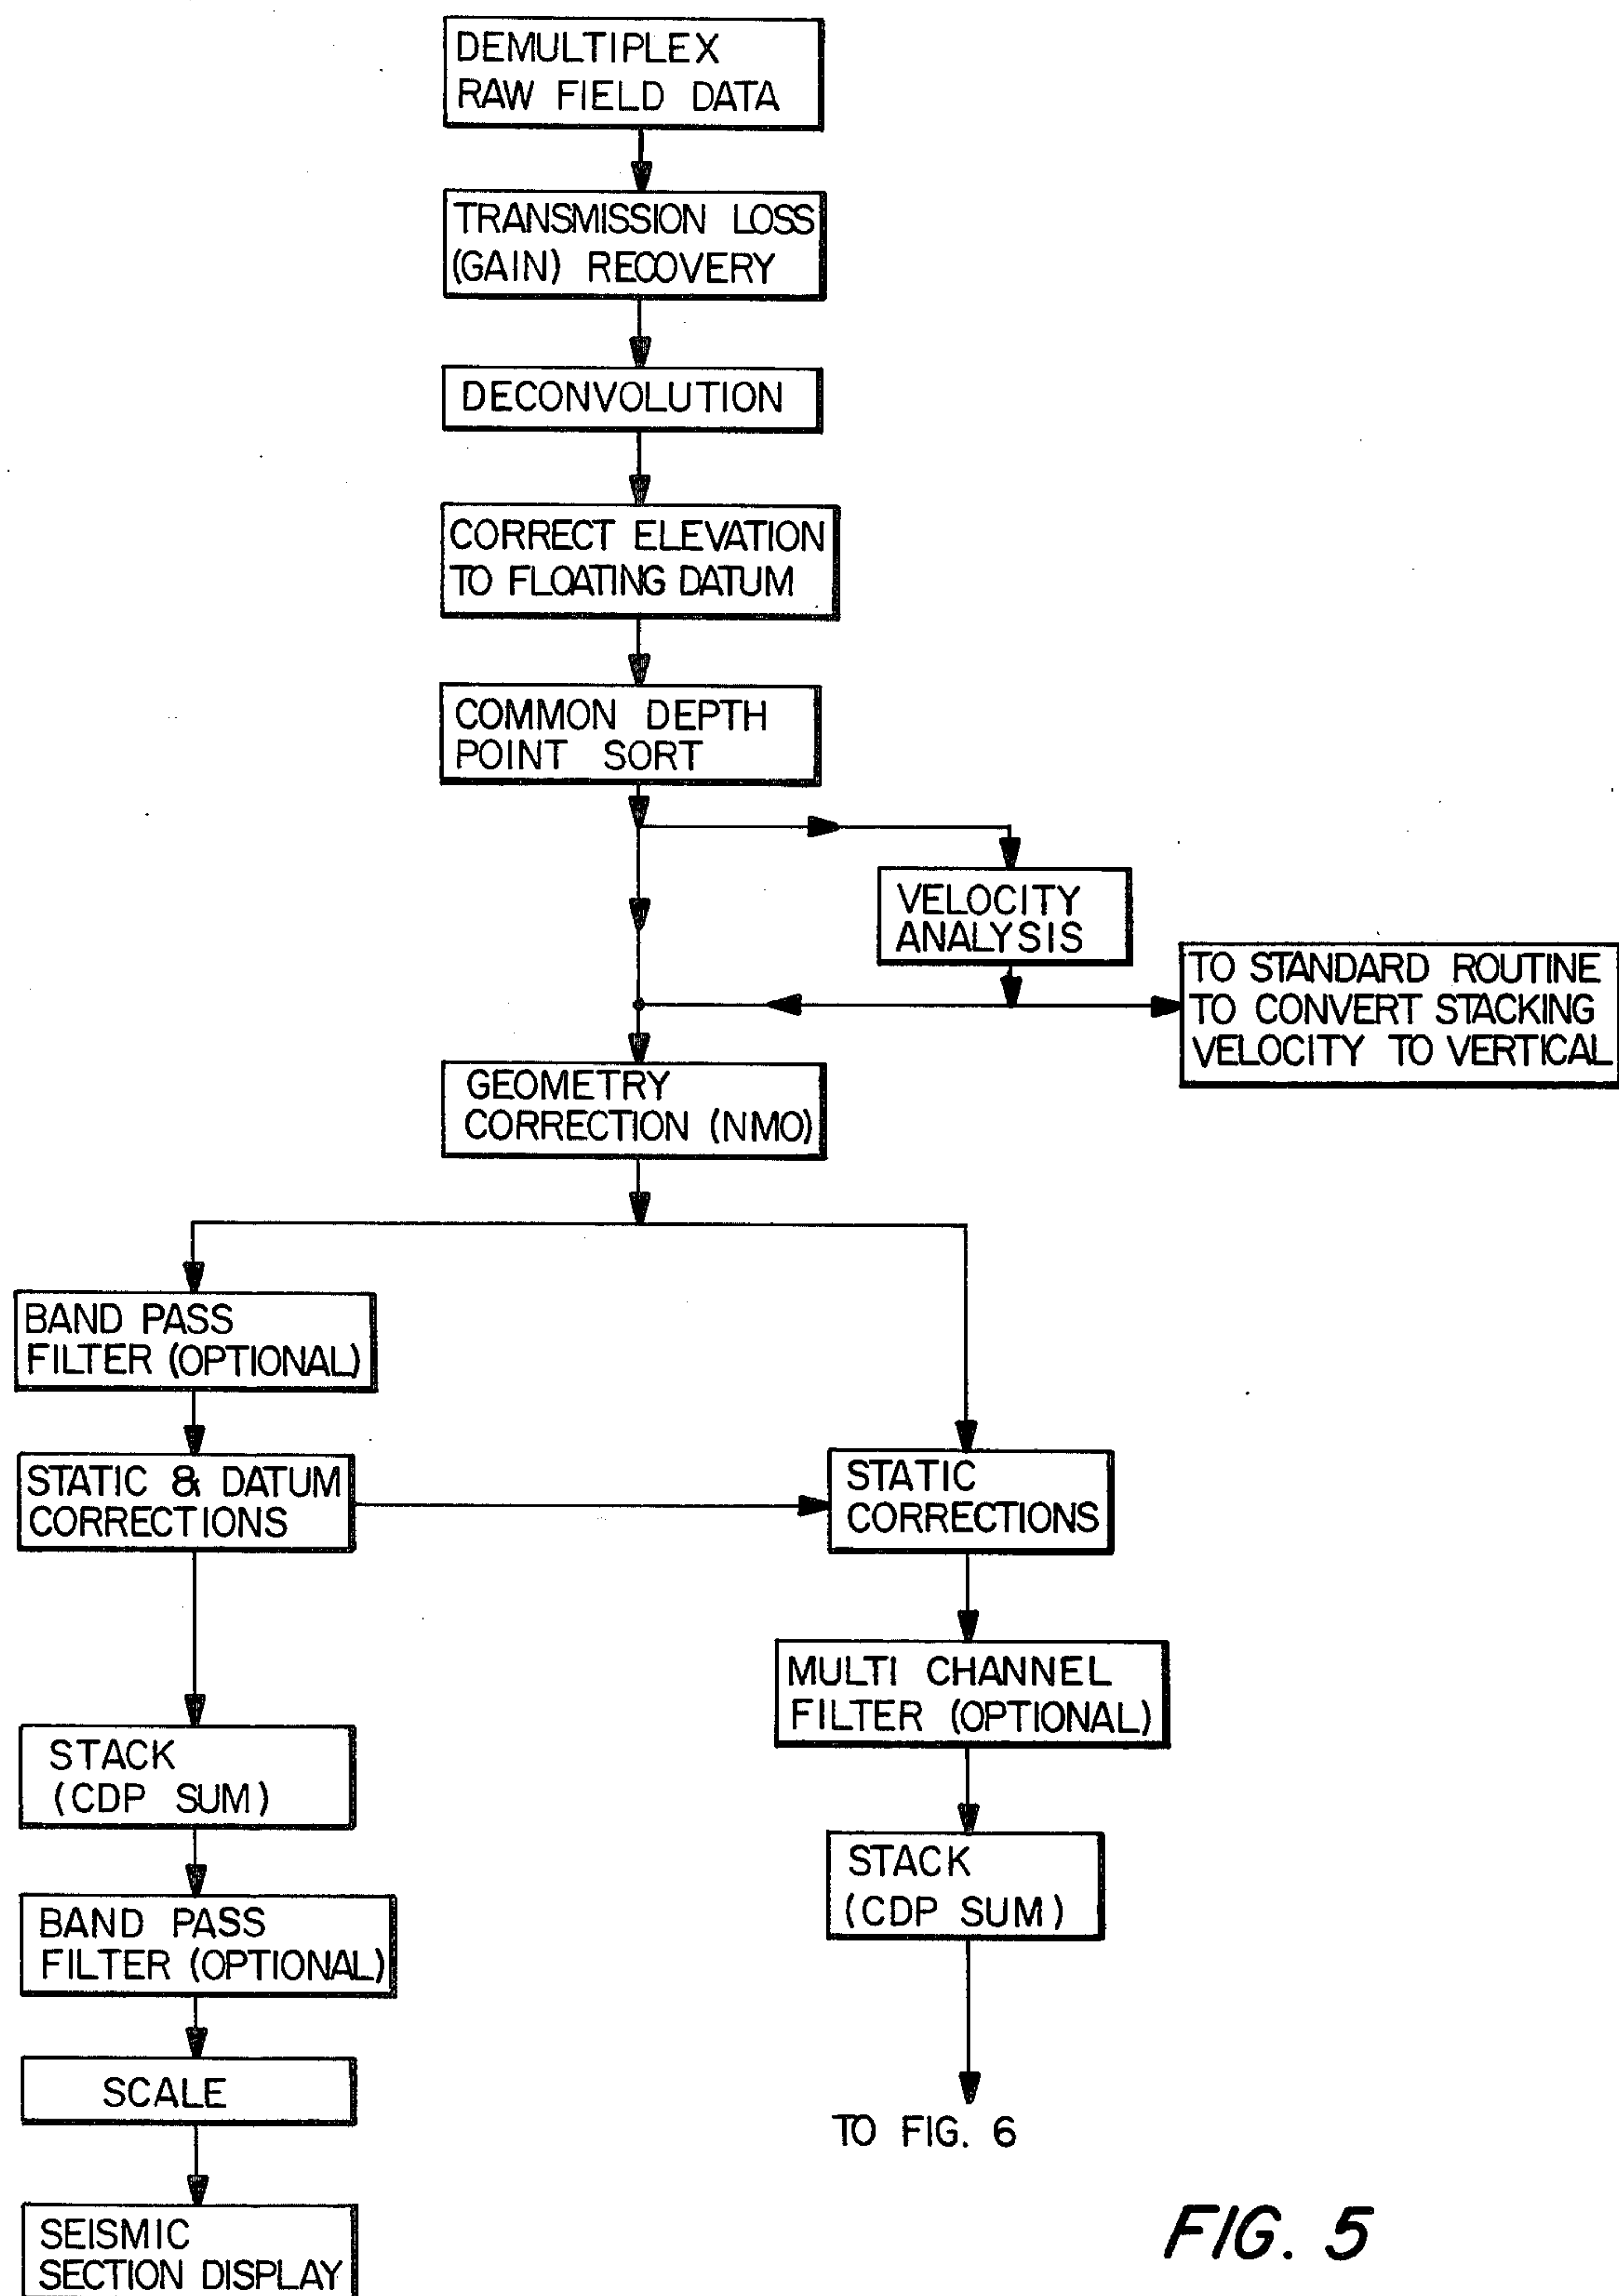 DEMULTIPLEX
RAW FIELD DATA
TRANSMISSION LOSS
(GAIN) RECOVERY
DECONVOLUTION
CORRECT ELEVATION
TO FLOATING DATUM
COMMON DEPTH
POINT SORT
VELOCITY
ANALYSIS
TO STANDARD ROUTINE
TO CONVERT STACKING
VELOCITY TO VERTICAL
GEOMETRY
CORRECTION (NMO)
BAND PASS
FILTER (OPTIONAL)
STATIC & DATUM
CORRECTIONS
STATIC
CORRECTIONS
MULTI CHANNEL
FILTER (OPTIONAL)
STACK
(CDP SUM)
STACK
(CDP SUM)
BAND PASS
FILTER (OPTIONAL)
SCALE
TO FIG. 6
SEISMIC
SECTION DISPLAY
FIG. 5